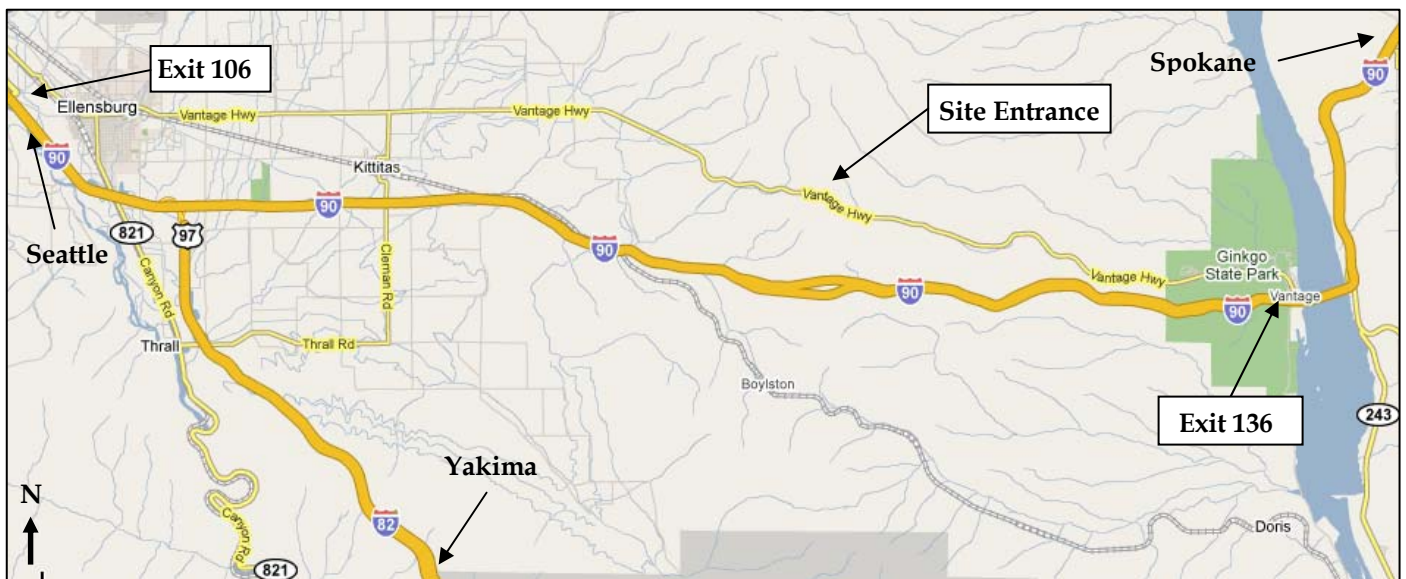 Exit 106
Spokane
90
Ellensburg
Vantage Hwy
Vantage Hwy
Site Entrance
90
Kittitas
90
Vantage Hwy
821
97
Seattle
Canyon Rd
Cleman Rd
90
Ginkgo
State Park
Vantage Hwy
90
Vantage
90
Thrall
Thrall Rd
Boylston
Exit 136
243
Yakima
N
Canyon Rd
82
Doris
821